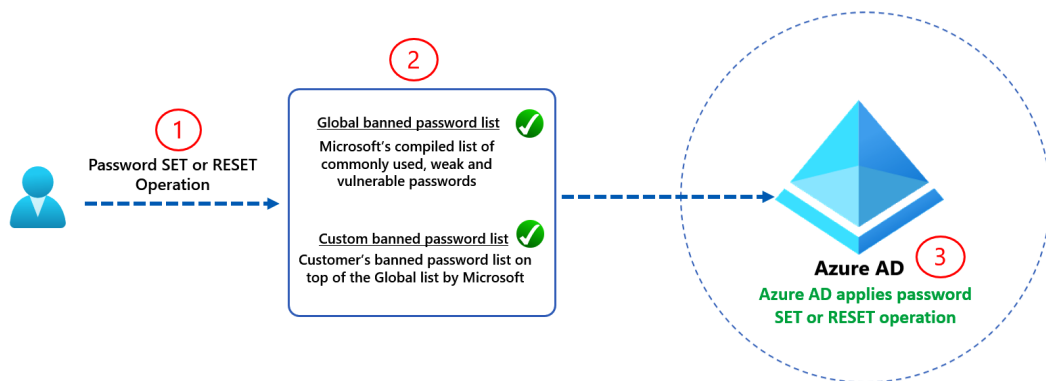 1
Password SET or RESET
Operation
2
Global banned password list
Microsoft's compiled list of
commonly used, weak and
vulnerable passwords
Custom banned password list
Customer's banned password list on
top of the Global list by Microsoft
Azure AD
3
Azure AD applies password
SET or RESET operation